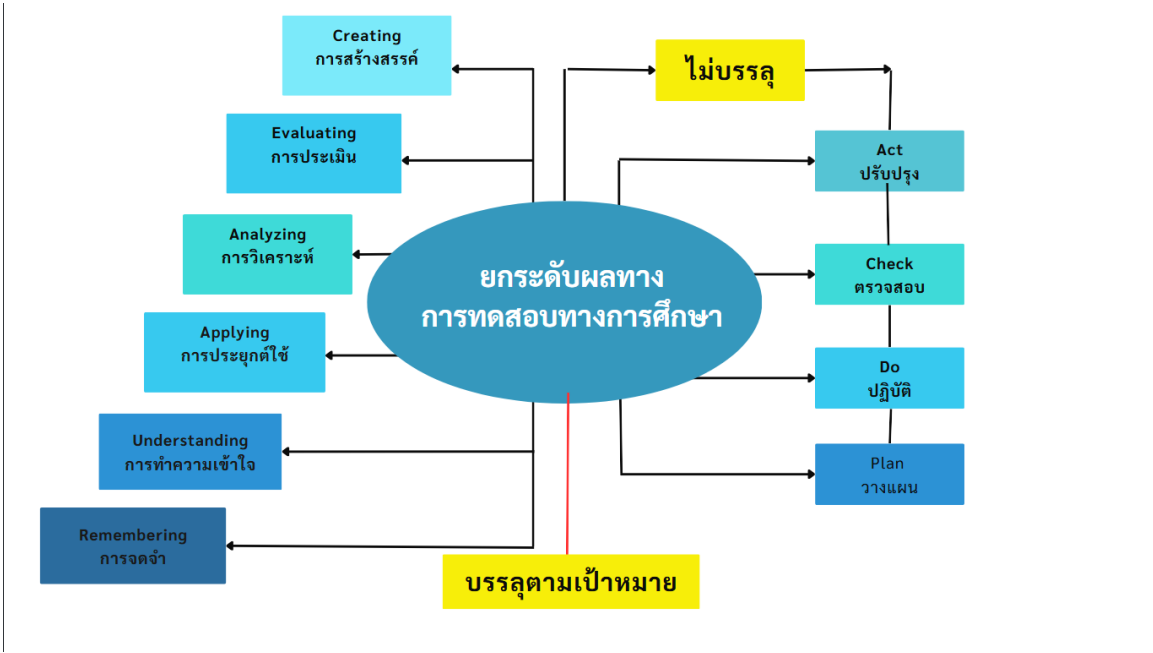 Creating
การสร้างสรรค์
Evaluating
การประเมิน
Analyzing
การวิเคราะห์
Applying
การประยุกต์ใช้
Understanding
การทำความเข้าใจ
Remembering
การจดจำ
ยกระดับผลทาง
การทดสอบทางการศึกษา
บรรลุตามเป้าหมาย
ไม่บรรลุ
Act
ปรับปรุง
Check
ตรวจสอบ
Do
ปฏิบัติ
Plan
วางแผน